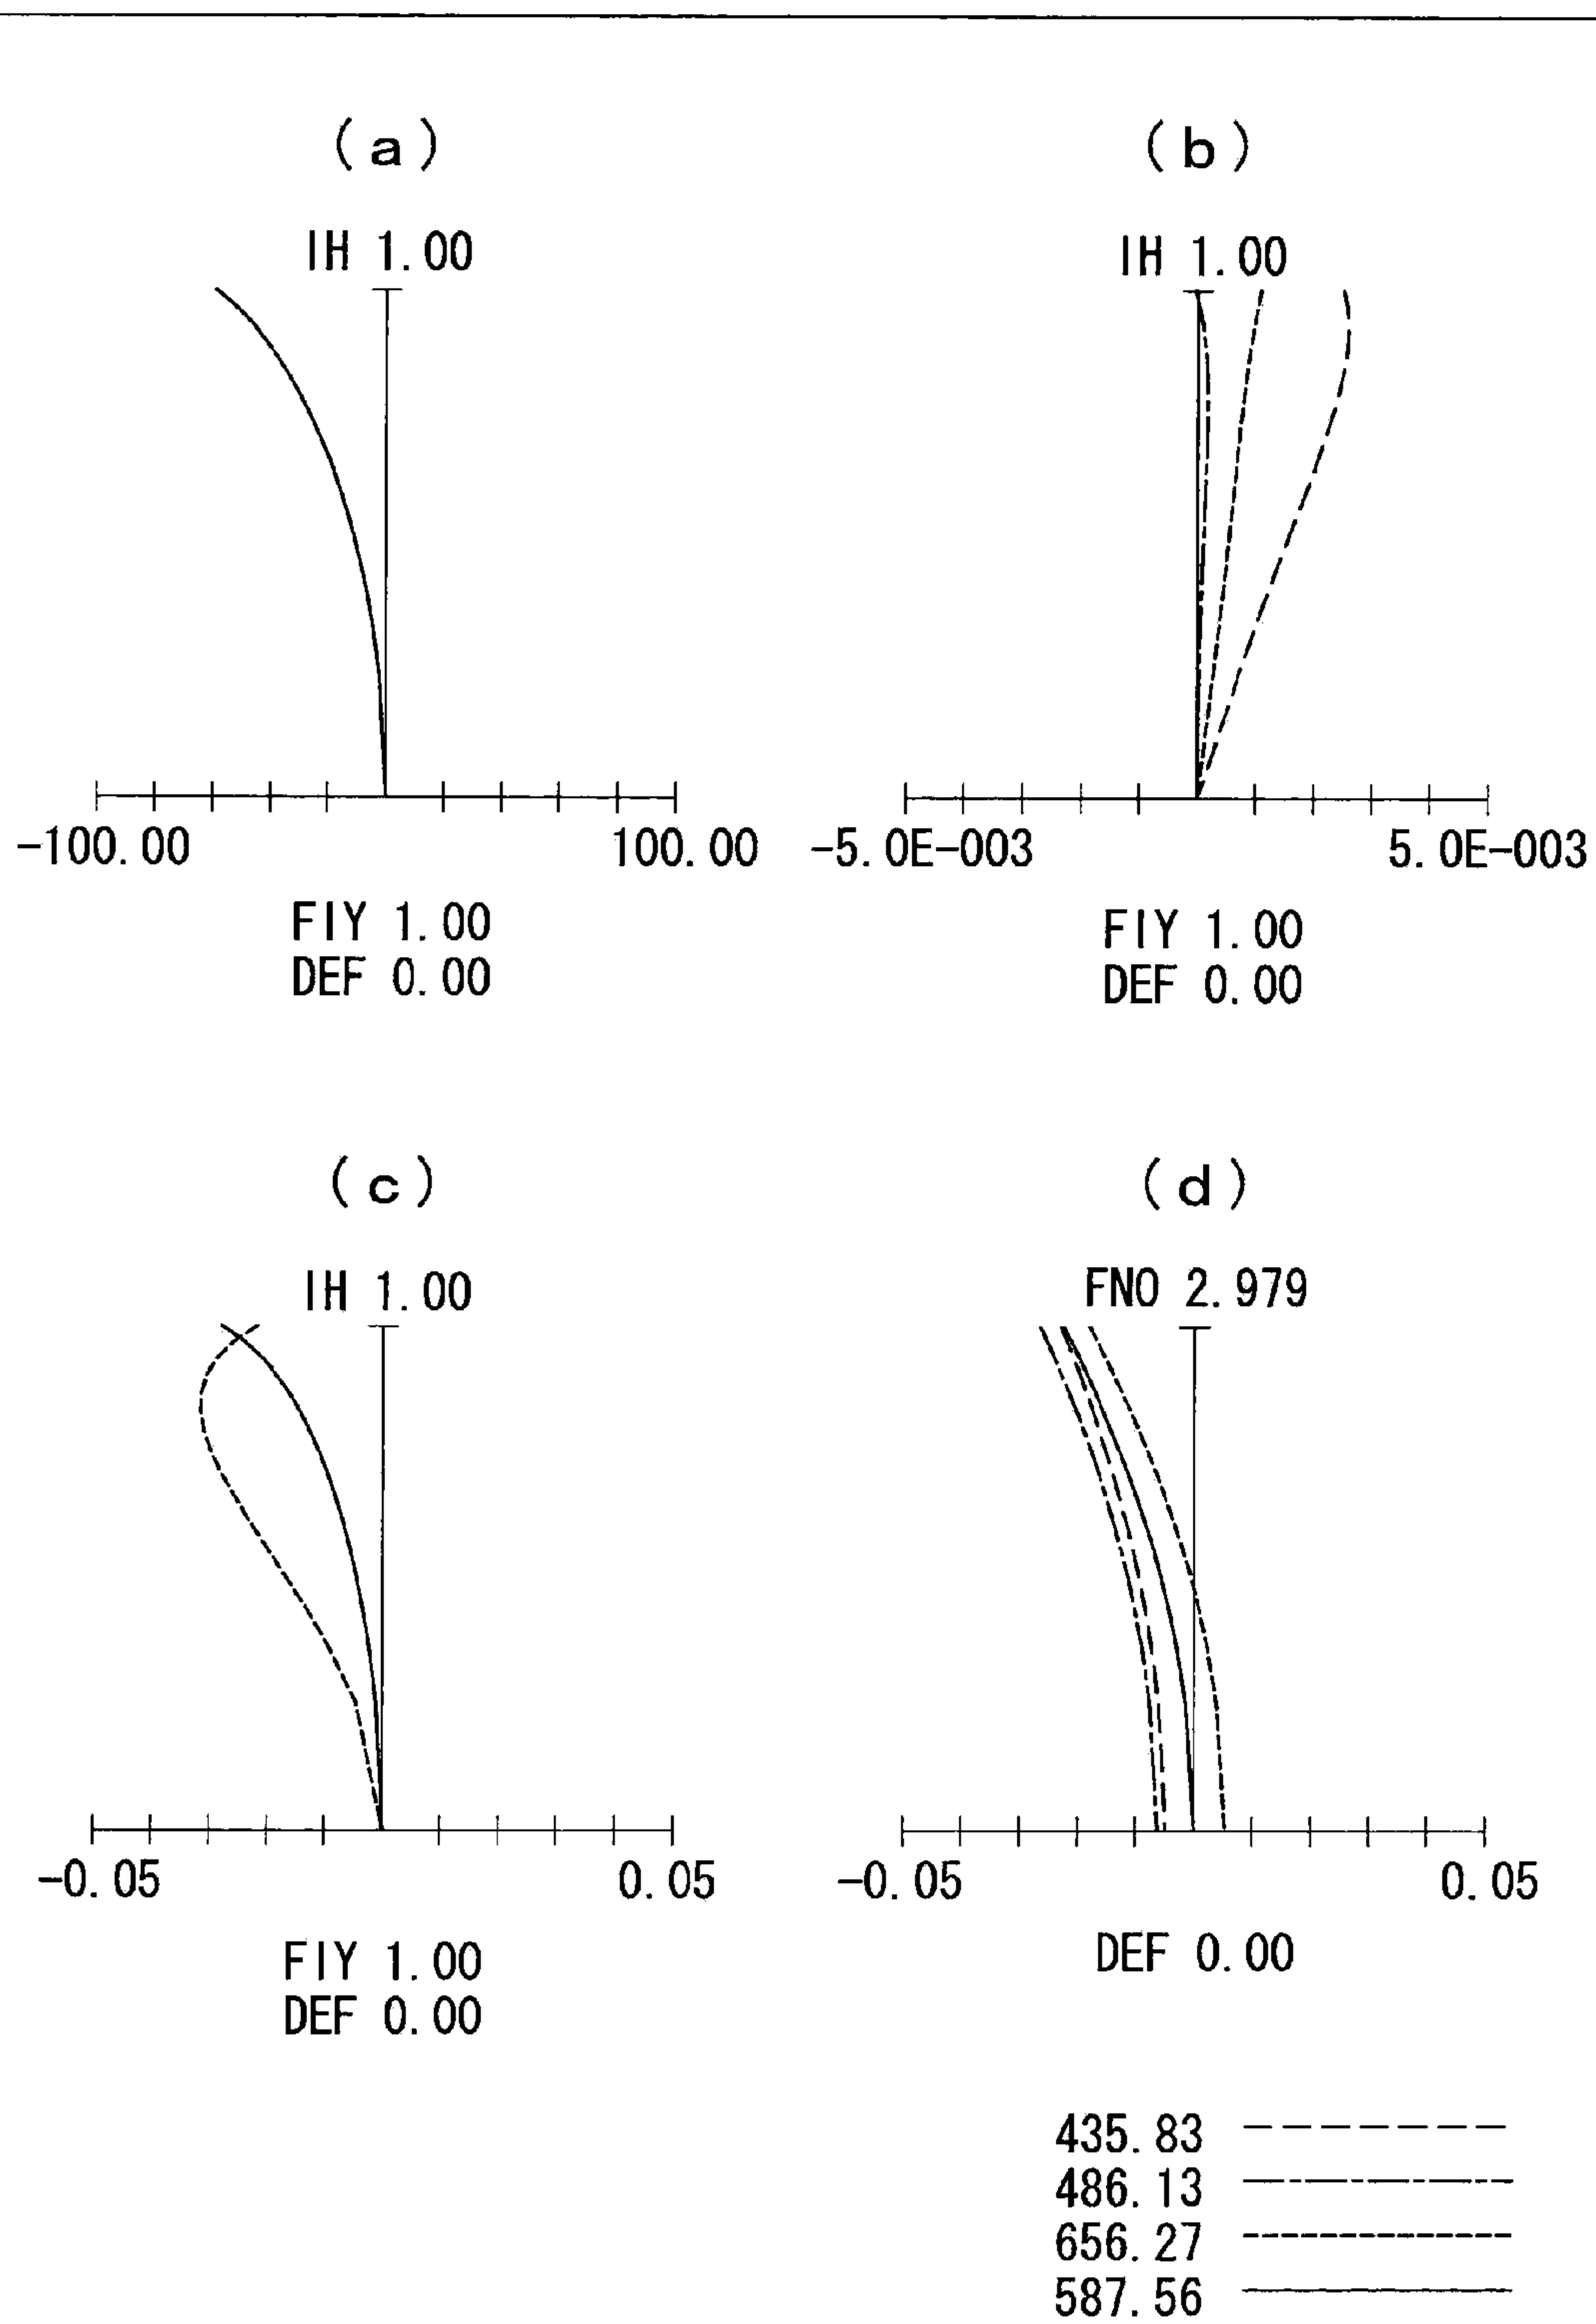 (a)
IH 1.00
-100.00 100.00
FIY 1.00
DEF 0.00
(b)
IH 1.00
-5.0E-003 5.0E-003
FIY 1.00
DEF 0.00
(c)
IH 1.00
-0.05 0.05
FIY 1.00
DEF 0.00
(d)
FNO 2.979
-0.05 0.05
DEF 0.00
435.83
486.13
656.27
587.56